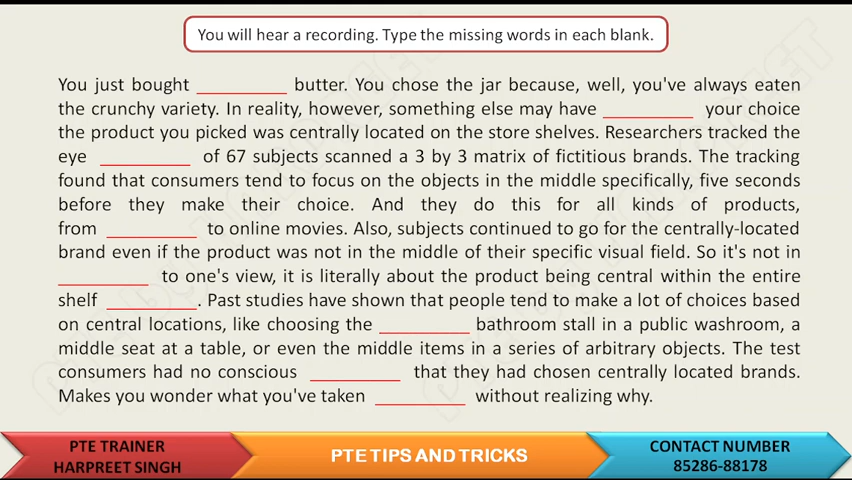 You will hear a recording. Type the missing words in each blank.
You just bought __________ butter. You chose the jar because, well, you've always eaten
the crunchy variety. In reality, however, something else may have __________ your choice
the product you picked was centrally located on the store shelves. Researchers tracked the
eye __________ of 67 subjects scanned a 3 by 3 matrix of fictitious brands. The tracking
found that consumers tend to focus on the objects in the middle specifically, five seconds
before they make their choice. And they do this for all kinds of products,
from __________ to online movies. Also, subjects continued to go for the centrally-located
brand even if the product was not in the middle of their specific visual field. So it's not in
__________ to one's view, it is literally about the product being central within the entire
shelf __________. Past studies have shown that people tend to make a lot of choices based
on central locations, like choosing the __________ bathroom stall in a public washroom, a
middle seat at a table, or even the middle items in a series of arbitrary objects. The test
consumers had no conscious __________ that they had chosen centrally located brands.
Makes you wonder what you've taken __________ without realizing why.
PTE TRAINER
HARPREET SINGH
PTE TIPS AND TRICKS
CONTACT NUMBER
85286-88178